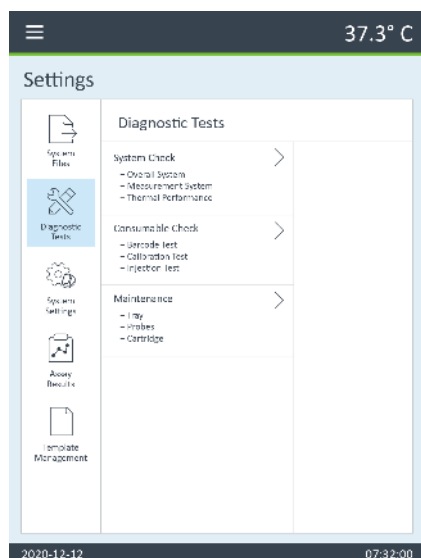 37.3° C
Settings
System
Files
Diagnostic
Tests
System
Settings
Assay
Results
Template
Management
Diagnostic Tests
System Check
– Overall System
– Measurement System
– Thermal Performance
Consumable Check
– Barcode Test
– Calibration Test
– Injection Test
Maintenance
– Tray
– Probes
– Cartridge
2020-12-12
07:32:00